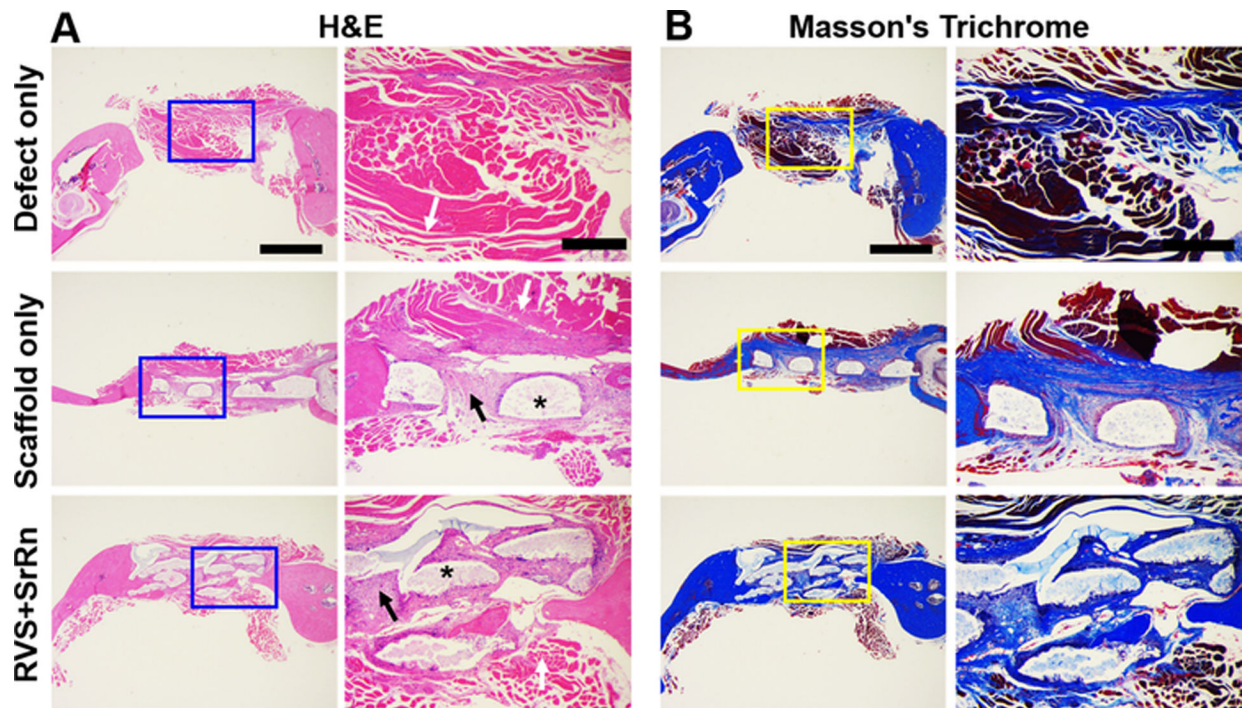 A
H&E
B
Masson's Trichrome
Defect only
Scaffold only
*
RVS+SrRn
*